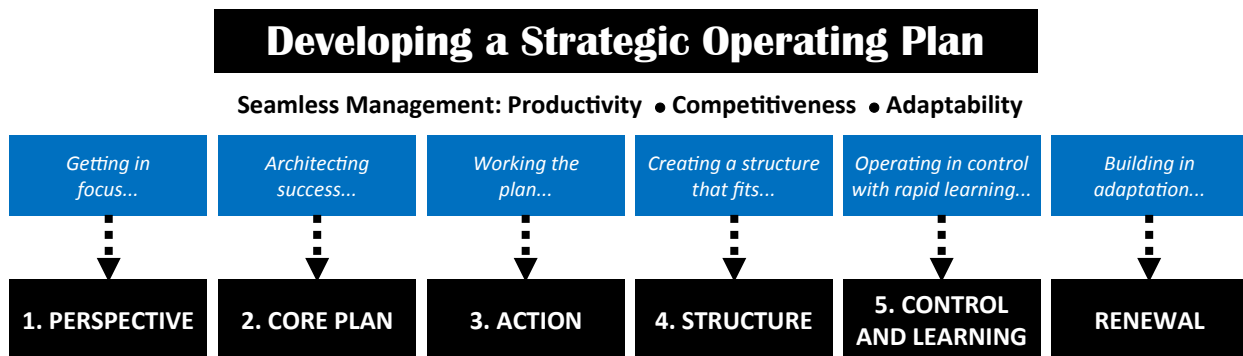 Developing a Strategic Operating Plan
Seamless Management: Productivity • Competitiveness • Adaptability
Getting in
focus...
Architecting
success...
Working the
plan...
Creating a structure
that fits...
Operating in control
with rapid learning...
Building in
adaptation...
1. PERSPECTIVE
2. CORE PLAN
3. ACTION
4. STRUCTURE
5. CONTROL
AND LEARNING
RENEWAL